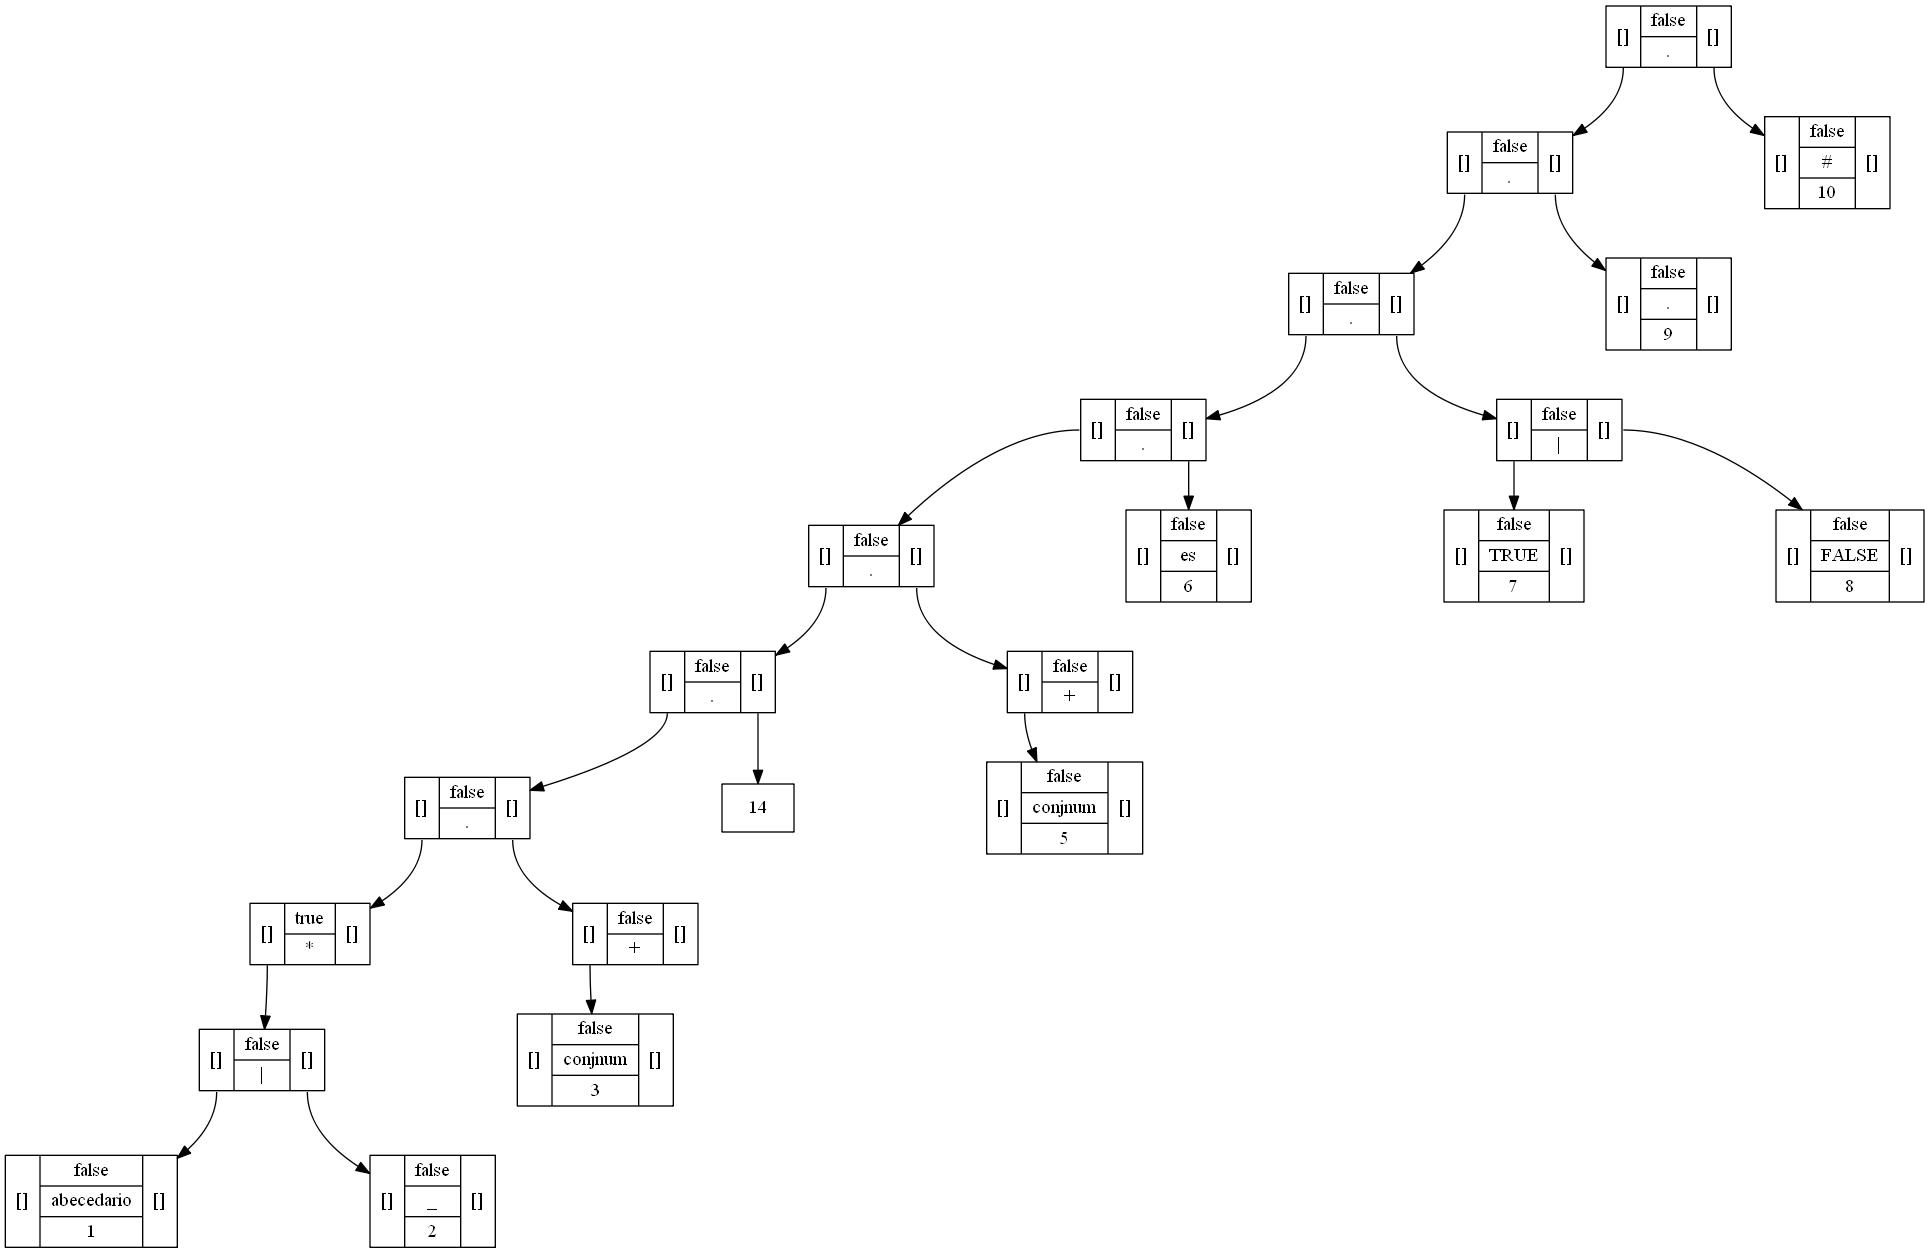 false
[] []
.
false
[] # []
10
false
[] []
.
false
[] . []
9
false
[] []
.
false
[] []
.
false
[] []
|
false
[] es []
6
false
[] TRUE []
7
false
[] FALSE []
8
false
[] []
.
false
[] []
.
false
[] []
+
false
[] conjnum []
5
14
false
[] []
.
true
[] []
*
false
[] []
+
false
[] conjnum []
3
false
[] []
|
false
[] abecedario []
1
false
[] _ []
2